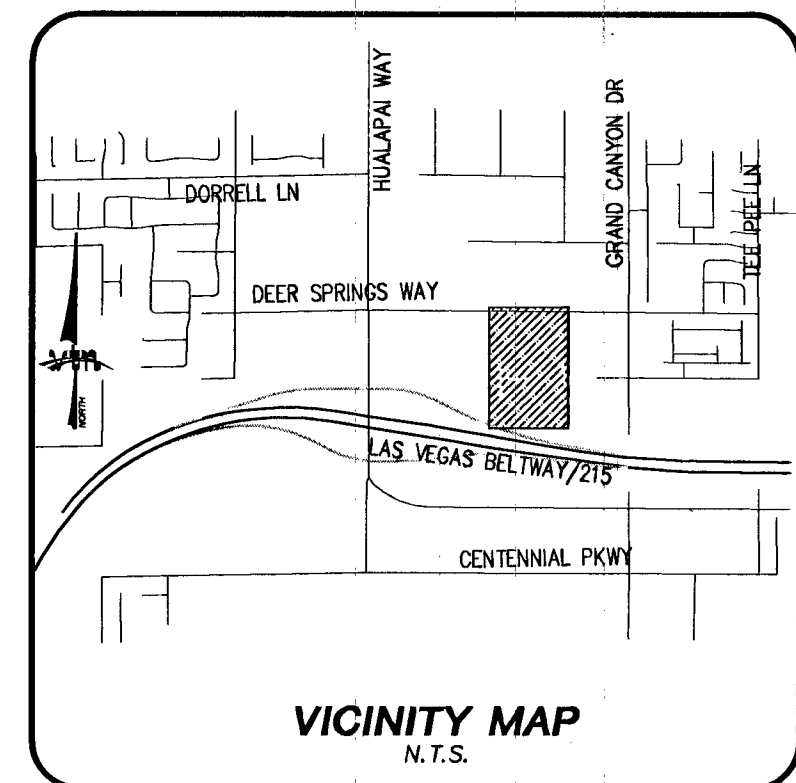 HUALAPAI WAY
GRAND CANYON DR
DORRELL LN
TEE PEE LN
DEER SPRINGS WAY
VTN
NORTH
LAS VEGAS BELTWAY/215
CENTENNIAL PKWY
VICINITY MAP
N.T.S.